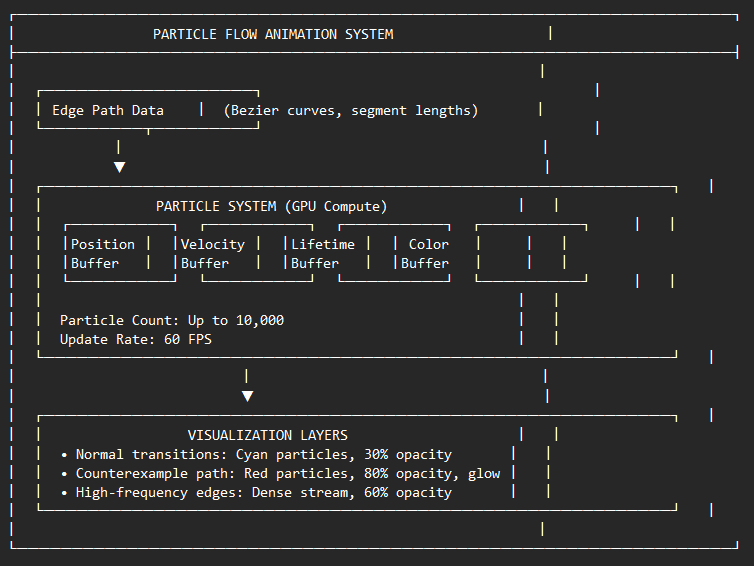 PARTICLE FLOW ANIMATION SYSTEM
Edge Path Data (Bezier curves, segment lengths)
PARTICLE SYSTEM (GPU Compute)
Position Velocity Lifetime Color
Buffer Buffer Buffer Buffer
Particle Count: Up to 10,000
Update Rate: 60 FPS
VISUALIZATION LAYERS
• Normal transitions: Cyan particles, 30% opacity
• Counterexample path: Red particles, 80% opacity, glow
• High-frequency edges: Dense stream, 60% opacity